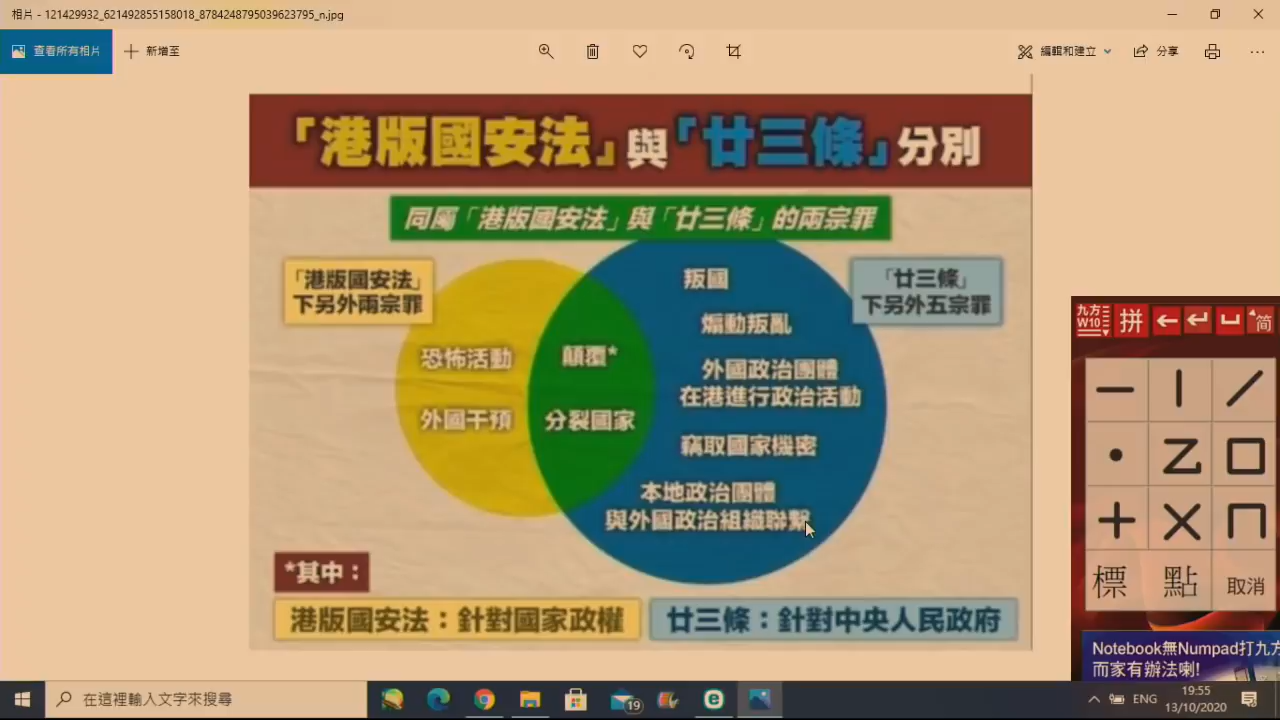 相片 - 121429932_621492855158018_8784248795039623795_n.jpg
查看所有相片
新增至
編輯和建立
分享
「港版國安法」與「廿三條」分別
同屬「港版國安法」與「廿三條」的兩宗罪
「港版國安法」
下另外兩宗罪
「廿三條」
下另外五宗罪
恐怖活動
外國干預
顛覆*
分裂國家
叛國
煽動叛亂
外國政治團體
在港進行政治活動
竊取國家機密
本地政治團體
與外國政治組織聯繫
*其中：
港版國安法：針對國家政權
廿三條：針對中央人民政府
九方
W10
拼
简
標
點
取消
Notebook無Numpad打九方
而家有辦法喇!
在這裡輸入文字來搜尋
19
ENG
19:55
13/10/2020